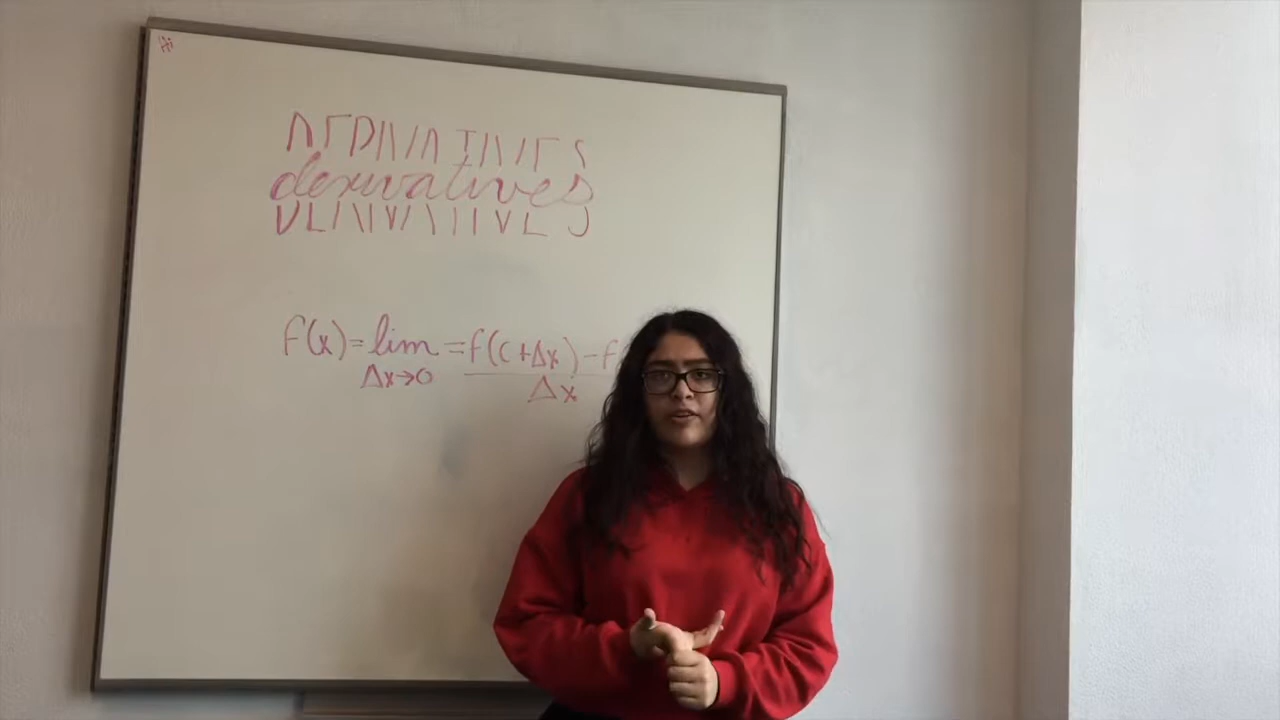 DERIVATIVES
derivatives
f(x) = lim = f(c + Δx) - f
Δx→0 Δx